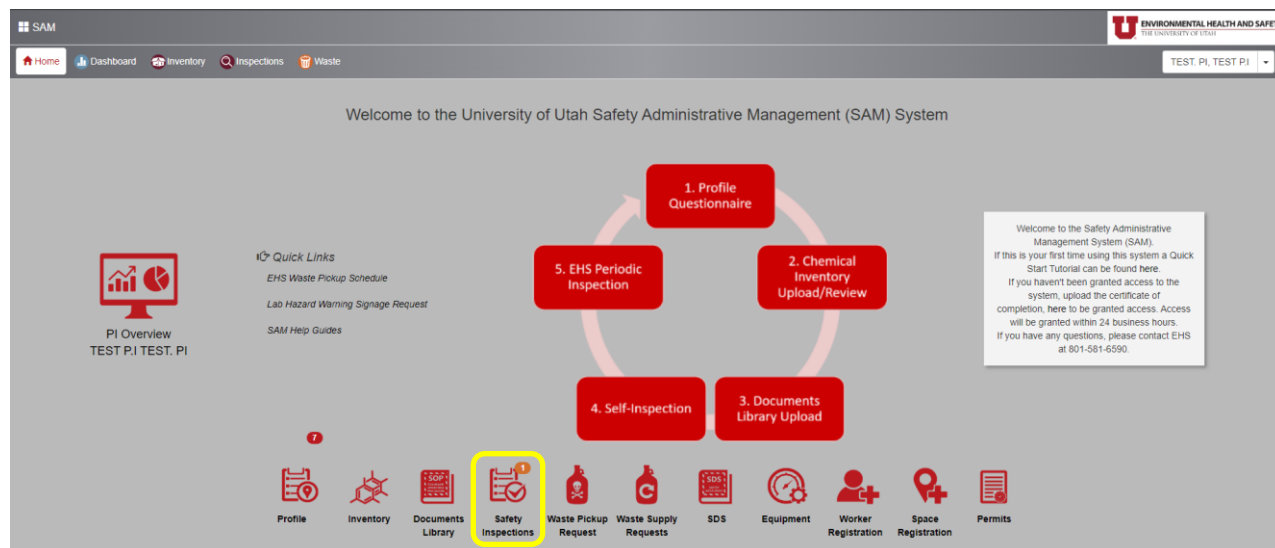 SAM
ENVIRONMENTAL HEALTH AND SAFE
THE UNIVERSITY OF UTAH
Home Dashboard Inventory Inspections Waste
TEST. PI, TEST P.I
Welcome to the University of Utah Safety Administrative Management (SAM) System
1. Profile
Questionnaire
2. Chemical
Inventory
Upload/Review
3. Documents
Library Upload
4. Self-Inspection
5. EHS Periodic
Inspection
PI Overview
TEST P.I TEST. PI
Quick Links
EHS Waste Pickup Schedule
Lab Hazard Warning Signage Request
SAM Help Guides
Welcome to the Safety Administrative
Management System (SAM).
If this is your first time using this system a Quick
Start Tutorial can be found here.
If you haven't been granted access to the
system, upload the certificate of
completion, here to be granted access. Access
will be granted within 24 business hours.
If you have any questions, please contact EHS
at 801-581-6590.
7
1
SOP
SDS
Profile
Inventory
Documents
Library
Safety
Inspections
Waste Pickup
Request
Waste Supply
Requests
SDS
Equipment
Worker
Registration
Space
Registration
Permits